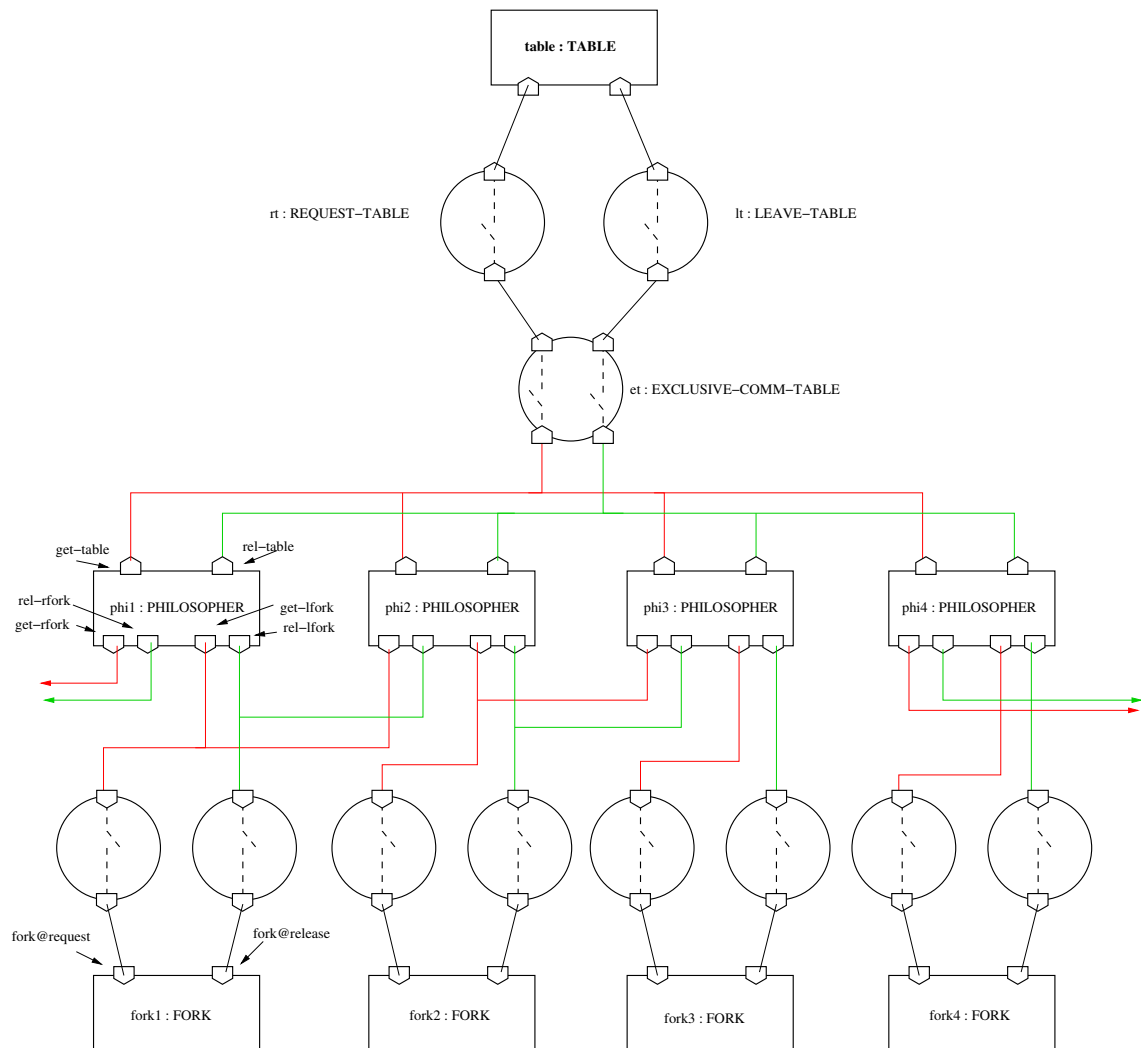 table : TABLE
rt : REQUEST−TABLE
lt : LEAVE−TABLE
et : EXCLUSIVE−COMM−TABLE
get−table
rel−table
rel−rfork
get−rfork
phi1 : PHILOSOPHER
get−lfork
rel−lfork
phi2 : PHILOSOPHER
phi3 : PHILOSOPHER
phi4 : PHILOSOPHER
fork@request
fork@release
fork1 : FORK
fork2 : FORK
fork3 : FORK
fork4 : FORK